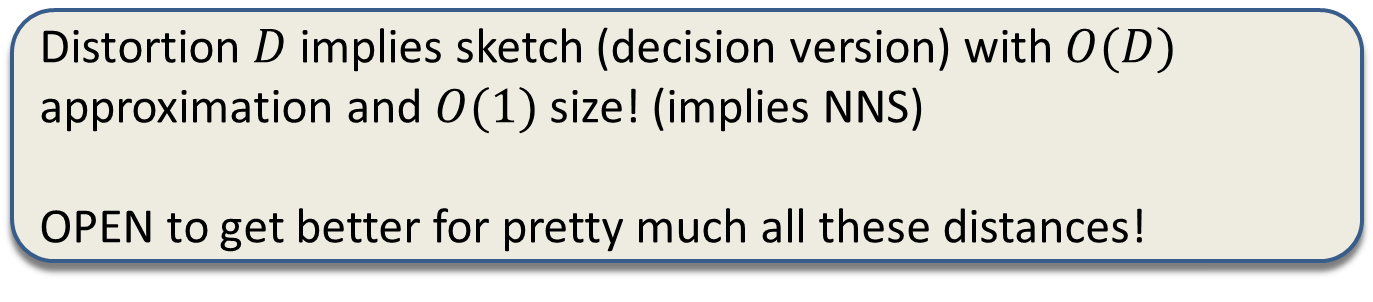 Distortion D implies sketch (decision version) with O(D)
approximation and O(1) size! (implies NNS)
OPEN to get better for pretty much all these distances!